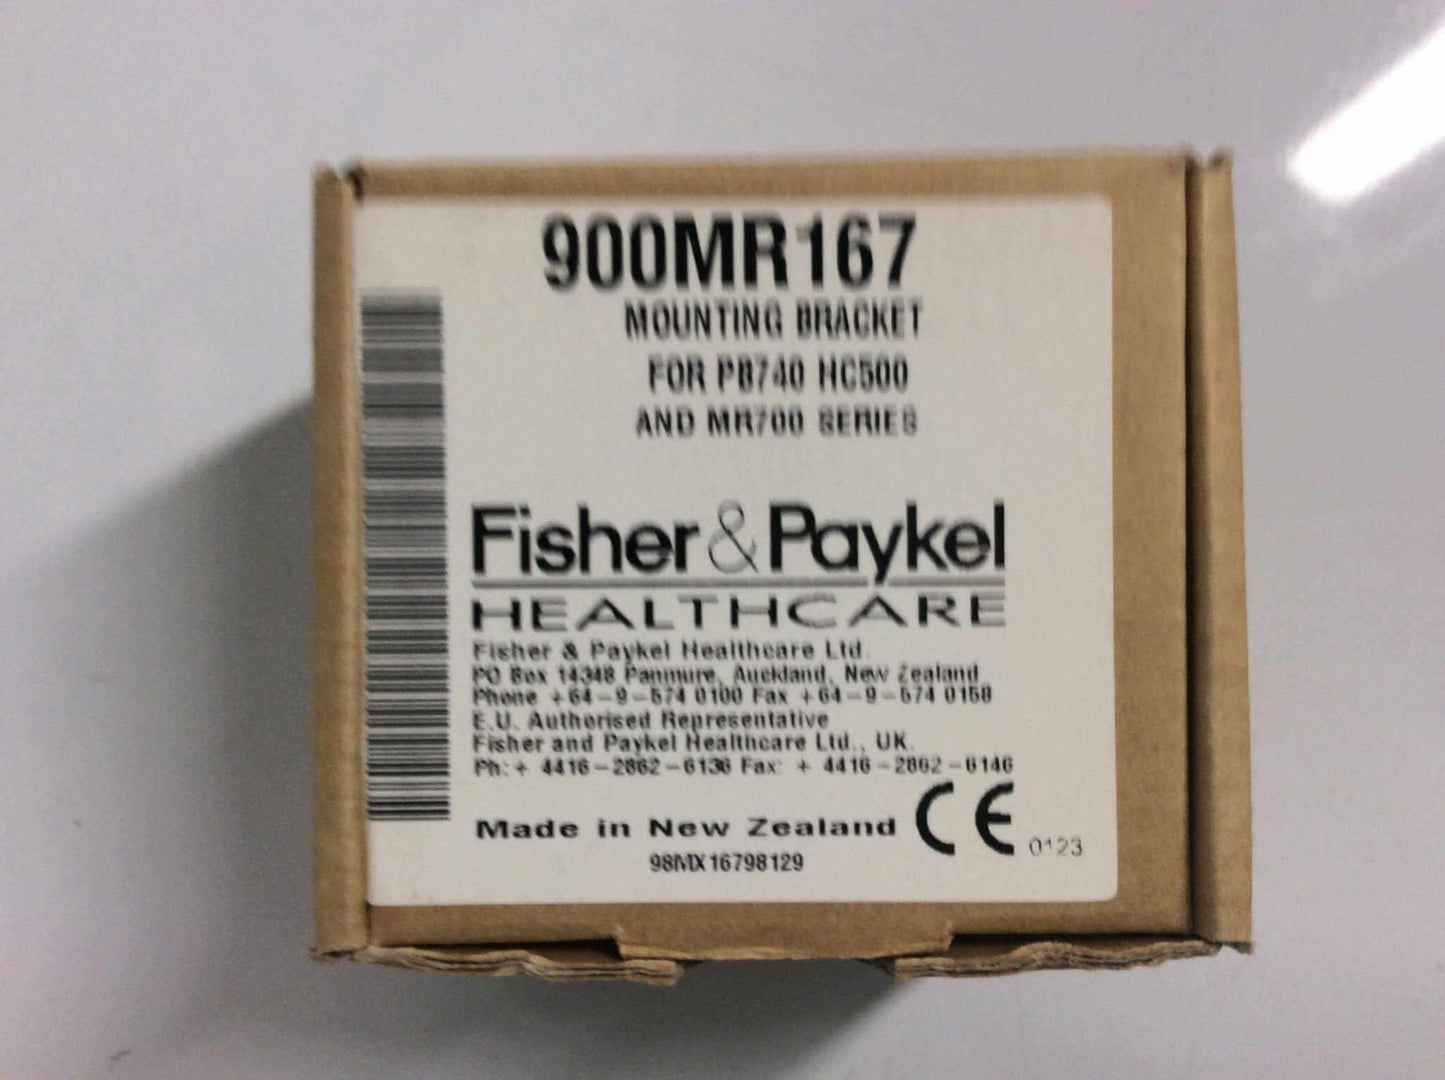 900MR167
MOUNTING BRACKET
FOR PB740 HC500
AND MR700 SERIES
Fisher & Paykel
HEALTHCARE
Fisher & Paykel Healthcare Ltd.
PO Box 14348 Panmure, Auckland, New Zealand
Phone +64-9-574 0100 Fax +64-9-574 0158
E.U. Authorised Representative
Fisher and Paykel Healthcare Ltd., UK.
Ph:+ 4416-2862-6136 Fax: + 4416-2862-6146
Made in New Zealand CE 0123
98MX16798129